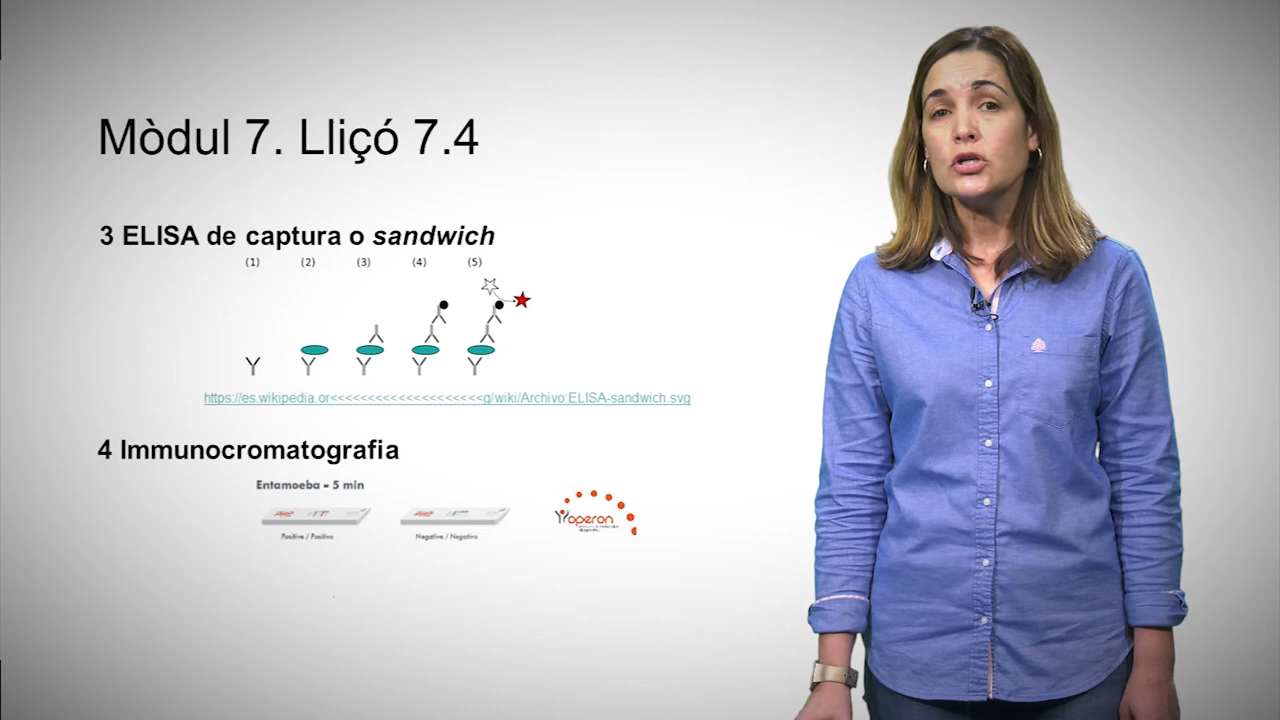 Mòdul 7. Lliçó 7.4
3 ELISA de captura o sandwich
(1) (2) (3) (4) (5)
https://es.wikipedia.or<<<<<<<<<<<<<<<<<<<<<g/wiki/Archivo:ELISA-sandwich.svg
4 Immunocromatografia
Entamoeba = 5 min
Positive / Positivo Negative / Negativo
operon